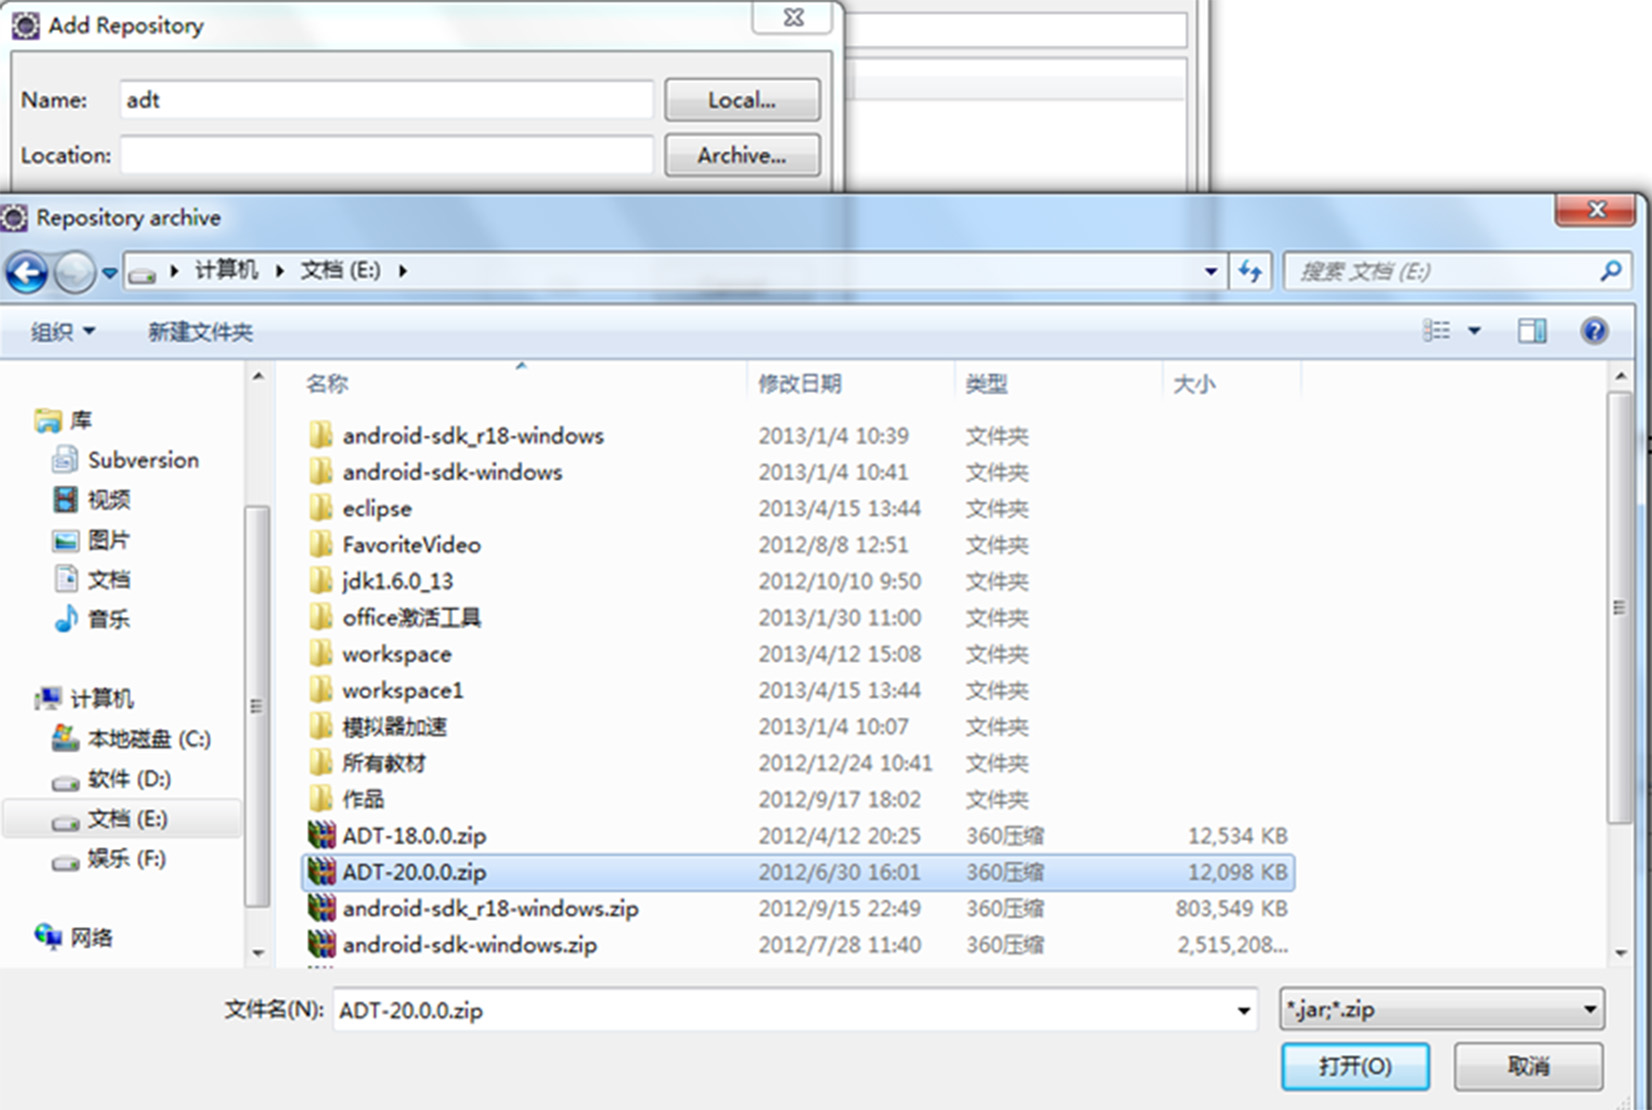 Add Repository
Name: adt Local...
Location: Archive...
Repository archive
计算机 文档 (E:) 搜索 文档 (E:)
组织 新建文件夹
名称 修改日期 类型 大小
库
Subversion
视频
图片
文档
音乐
计算机
本地磁盘 (C:)
软件 (D:)
文档 (E:)
娱乐 (F:)
网络
android-sdk_r18-windows 2013/1/4 10:39 文件夹
android-sdk-windows 2013/1/4 10:41 文件夹
eclipse 2013/4/15 13:44 文件夹
FavoriteVideo 2012/8/8 12:51 文件夹
jdk1.6.0_13 2012/10/10 9:50 文件夹
office激活工具 2013/1/30 11:00 文件夹
workspace 2013/4/12 15:08 文件夹
workspace1 2013/4/15 13:44 文件夹
模拟器加速 2013/1/4 10:07 文件夹
所有教材 2012/12/24 10:41 文件夹
作品 2012/9/17 18:02 文件夹
ADT-18.0.0.zip 2012/4/12 20:25 360压缩 12,534 KB
ADT-20.0.0.zip 2012/6/30 16:01 360压缩 12,098 KB
android-sdk_r18-windows.zip 2012/9/15 22:49 360压缩 803,549 KB
android-sdk-windows.zip 2012/7/28 11:40 360压缩 2,515,208...
文件名(N): ADT-20.0.0.zip *.jar;*.zip
打开(O) 取消